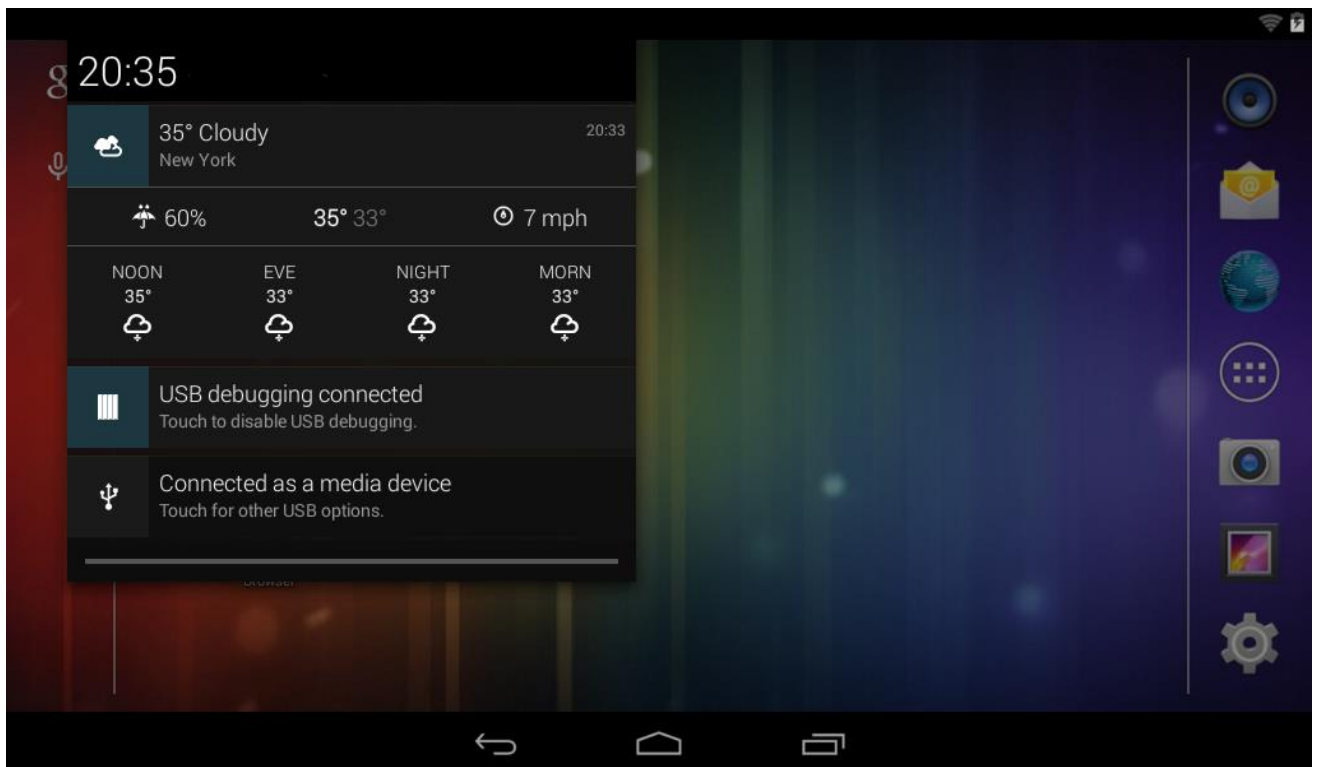 g
20:35
35° Cloudy 20:33
New York
60% 35° 33° 7 mph
NOON EVE NIGHT MORN
35° 33° 33° 33°
USB debugging connected
Touch to disable USB debugging.
Connected as a media device
Touch for other USB options.
Browser
@